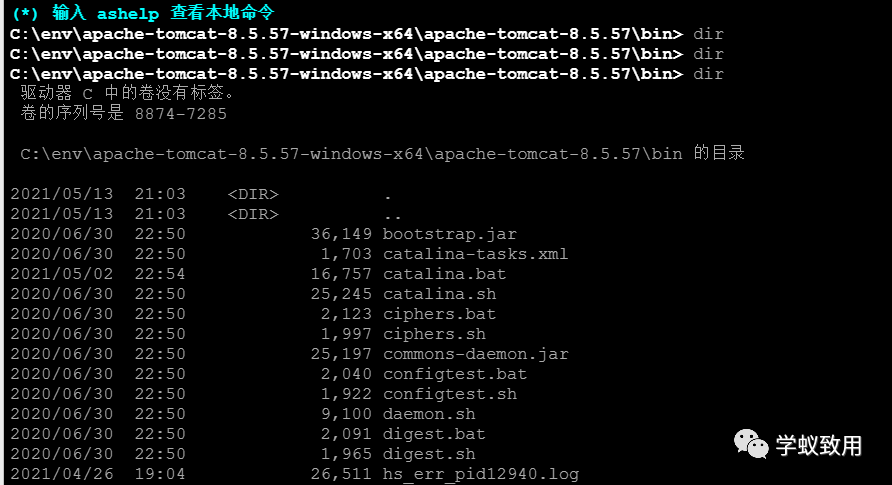 (*) 输入 ashelp 查看本地命令
C:\env\apache-tomcat-8.5.57-windows-x64\apache-tomcat-8.5.57\bin> dir
C:\env\apache-tomcat-8.5.57-windows-x64\apache-tomcat-8.5.57\bin> dir
C:\env\apache-tomcat-8.5.57-windows-x64\apache-tomcat-8.5.57\bin> dir
驱动器 C 中的卷没有标签。
卷的序列号是 8874-7285
C:\env\apache-tomcat-8.5.57-windows-x64\apache-tomcat-8.5.57\bin 的目录
2021/05/13  21:03    <DIR>          .
2021/05/13  21:03    <DIR>          ..
2020/06/30  22:50            36,149 bootstrap.jar
2020/06/30  22:50             1,703 catalina-tasks.xml
2021/05/02  22:54            16,757 catalina.bat
2020/06/30  22:50            25,245 catalina.sh
2020/06/30  22:50             2,123 ciphers.bat
2020/06/30  22:50             1,997 ciphers.sh
2020/06/30  22:50            25,197 commons-daemon.jar
2020/06/30  22:50             2,040 configtest.bat
2020/06/30  22:50             1,922 configtest.sh
2020/06/30  22:50             9,100 daemon.sh
2020/06/30  22:50             2,091 digest.bat
2020/06/30  22:50             1,965 digest.sh
2021/04/26  19:04            26,511 hs_err_pid12940.log
学蚁致用